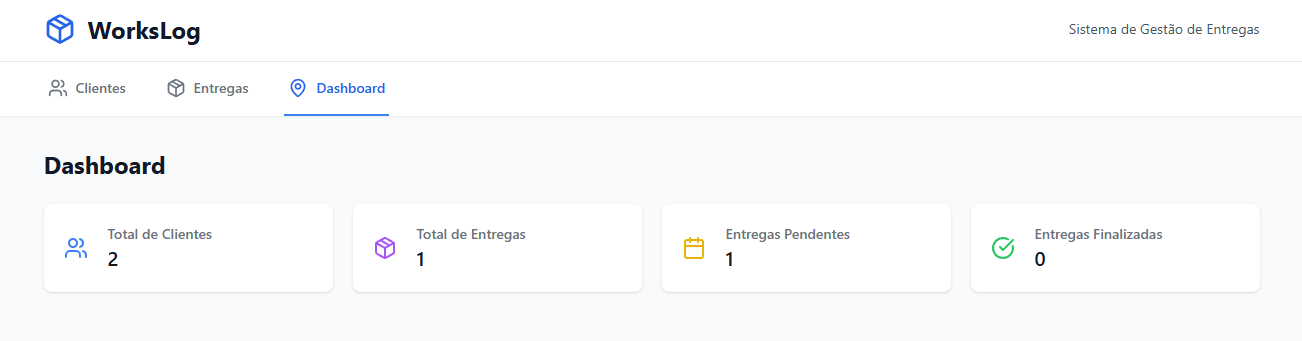 WorksLog
Sistema de Gestão de Entregas
Clientes
Entregas
Dashboard
Dashboard
Total de Clientes
2
Total de Entregas
1
Entregas Pendentes
1
Entregas Finalizadas
0